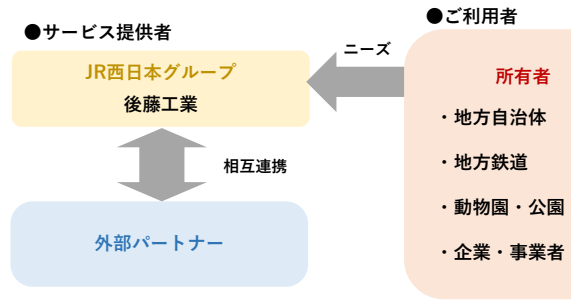 ●サービス提供者
JR西日本グループ
後藤工業
相互連携
外部パートナー
ニーズ
●ご利用者
所有者
・地方自治体
・地方鉄道
・動物園・公園
・企業・事業者